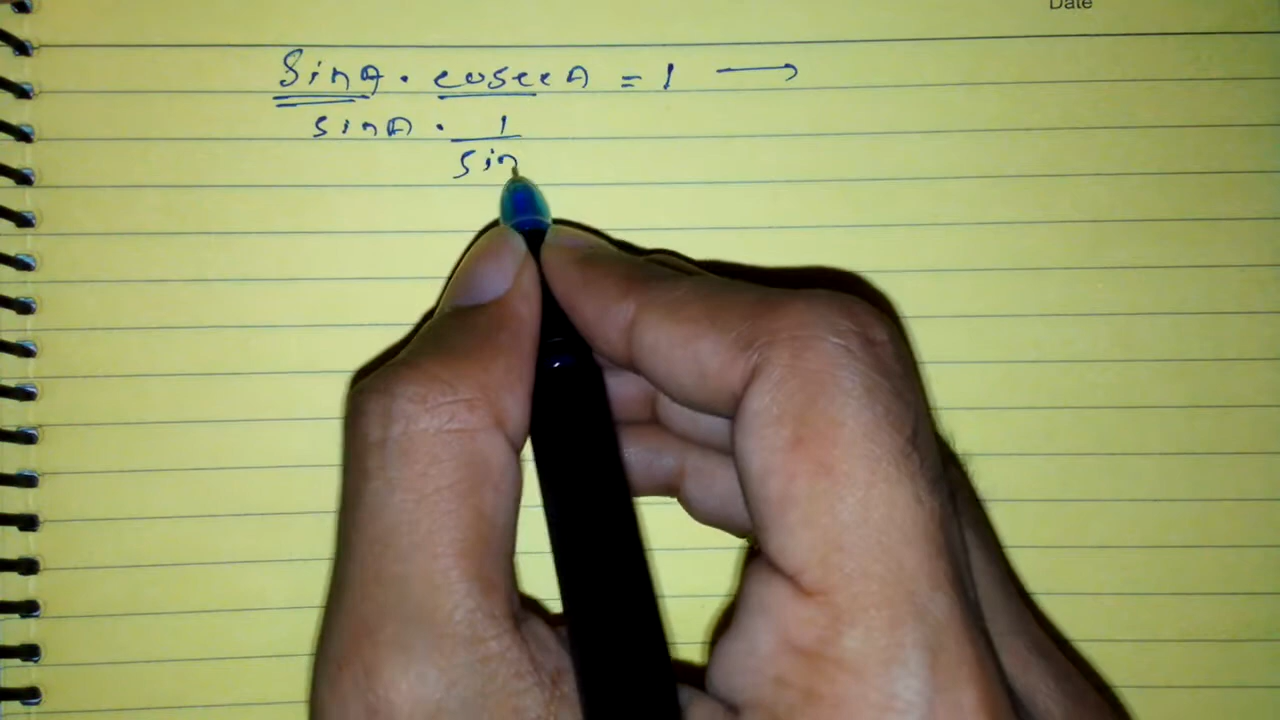 Date
sinA . cosecA = 1 ⟶
sinA . 1/sin